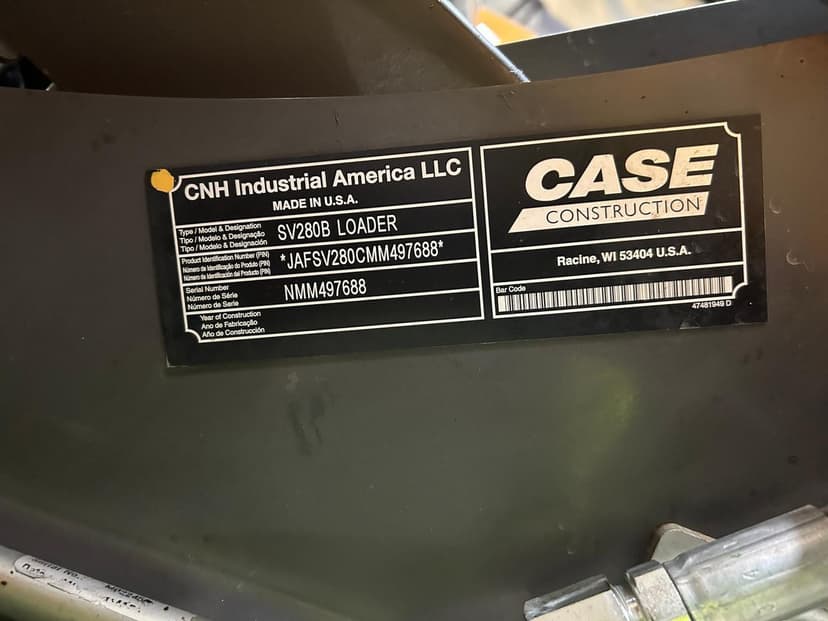 CNH Industrial America LLC
MADE IN U.S.A.
Type / Model & Designation
Tipo / Modelo & Designação
Tipo / Modelo & Designación
SV280B LOADER
Product Identification Number (PIN)
Número de Identificação do Produto (PIN)
Número de Identificación del Producto (PIN)
*JAFSV280CMM497688*
Serial Number
Número de Série
Número de Serie
NMM497688
Year of Construction
Ano de Fabricação
Año de Construcción
CASE
CONSTRUCTION
Racine, WI 53404 U.S.A.
Bar Code
47481949 D